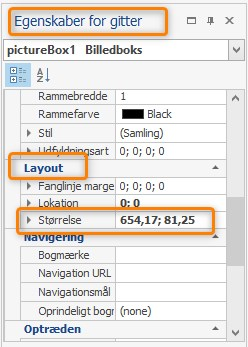 Egenskaber for gitter
pictureBox1 Billedboks
Rammebredde 1
Rammefarve Black
Stil (Samling)
Udfyldningsart 0; 0; 0; 0
Layout
Fanglinje marge 0; 0; 0; 0
Lokation 0; 0
Størrelse 654,17; 81,25
Navigering
Bogmærke
Navigation URL
Navigationsmål
Oprindeligt bogr (none)
Optræden